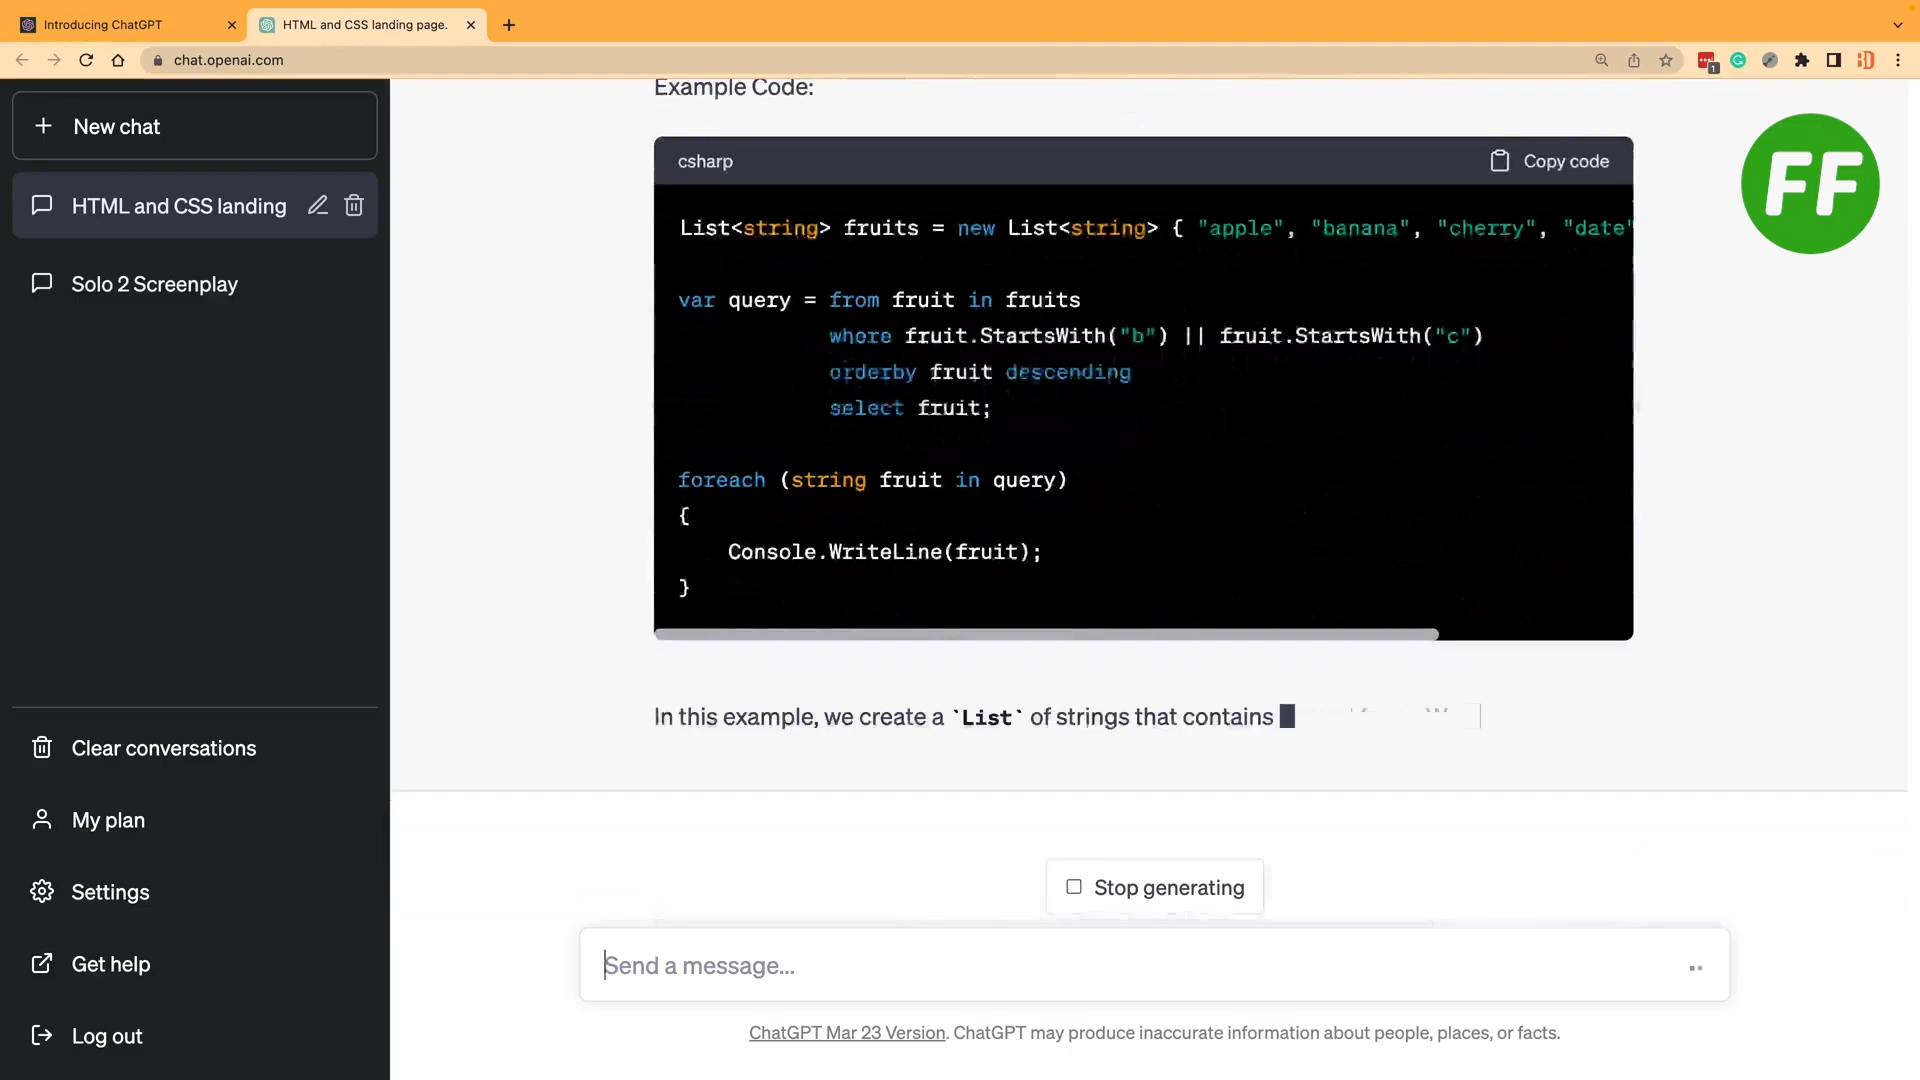 Introducing ChatGPT
HTML and CSS landing page.
chat.openai.com
1
New chat
HTML and CSS landing
Solo 2 Screenplay
Clear conversations
My plan
Settings
Get help
Log out
Example Code:
csharp
Copy code
List<string> fruits = new List<string> { "apple", "banana", "cherry", "date"
var query = from fruit in fruits
where fruit.StartsWith("b") || fruit.StartsWith("c")
orderby fruit descending
select fruit;
foreach (string fruit in query)
{
Console.WriteLine(fruit);
}
In this example, we create a `List` of strings that contains
Stop generating
Send a message...
ChatGPT Mar 23 Version. ChatGPT may produce inaccurate information about people, places, or facts.
FF